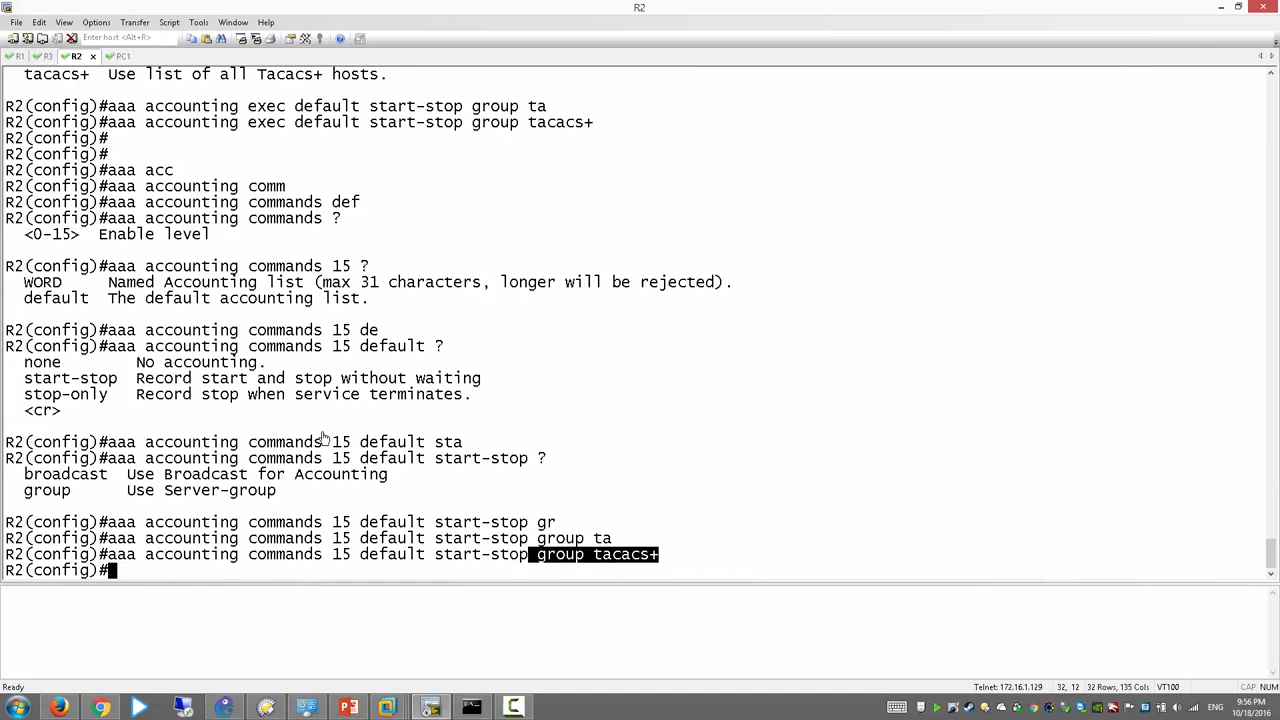 R2
File Edit View Options Transfer Script Tools Window Help
Enter host <Alt+R>
R1 R3 R2 PC1
tacacs+  Use list of all Tacacs+ hosts.
R2(config)#aaa accounting exec default start-stop group ta
R2(config)#aaa accounting exec default start-stop group tacacs+
R2(config)#
R2(config)#
R2(config)#aaa acc
R2(config)#aaa accounting comm
R2(config)#aaa accounting commands def
R2(config)#aaa accounting commands ?
<0-15>  Enable level
R2(config)#aaa accounting commands 15 ?
WORD     Named Accounting list (max 31 characters, longer will be rejected).
default  The default accounting list.
R2(config)#aaa accounting commands 15 de
R2(config)#aaa accounting commands 15 default ?
none        No accounting.
start-stop  Record start and stop without waiting
stop-only   Record stop when service terminates.
<cr>
R2(config)#aaa accounting commands 15 default sta
R2(config)#aaa accounting commands 15 default start-stop ?
broadcast  Use Broadcast for Accounting
group      Use Server-group
R2(config)#aaa accounting commands 15 default start-stop gr
R2(config)#aaa accounting commands 15 default start-stop group ta
R2(config)#aaa accounting commands 15 default start-stop group tacacs+
R2(config)#
Ready Telnet: 172.16.1.129 32, 12 32 Rows, 135 Cols VT100 CAP NUM
ENG 9:56 PM
10/18/2016